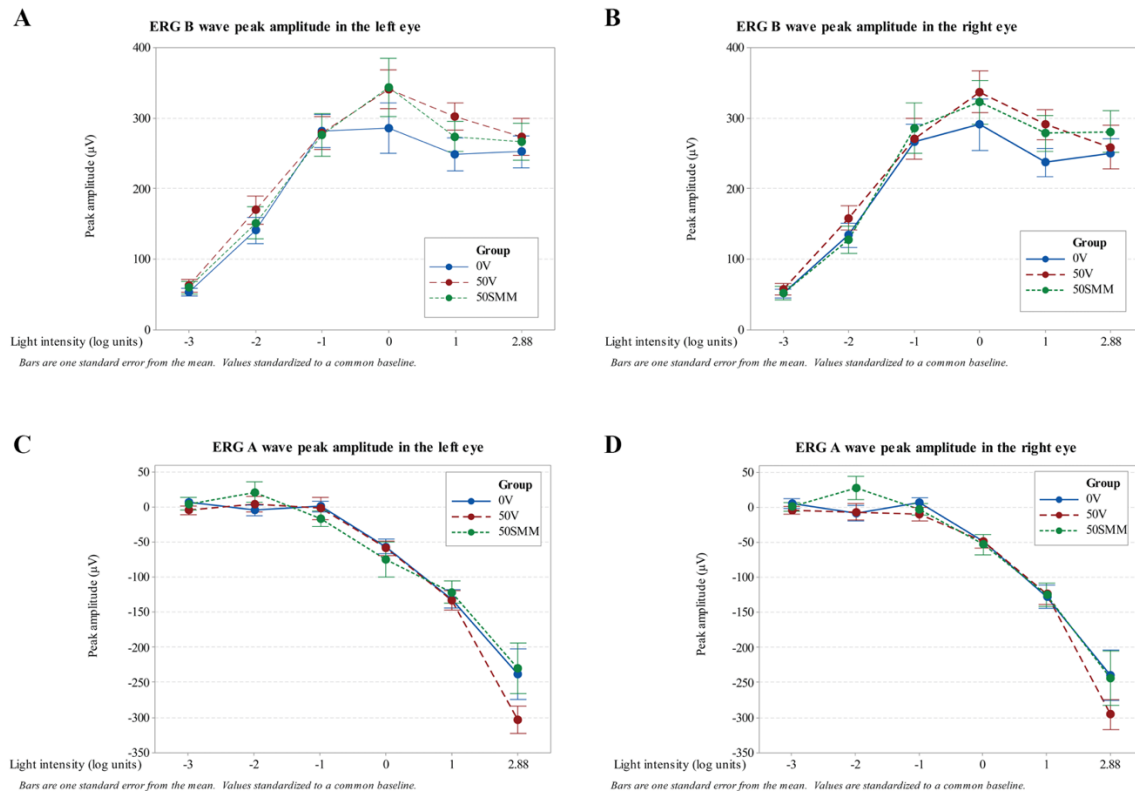 A
ERG B wave peak amplitude in the left eye
400
300
200
100
0
Peak amplitude (µV)
Group
0V
50V
50SMM
Light intensity (log units)
-3 -2 -1 0 1 2.88
Bars are one standard error from the mean. Values standardized to a common baseline.
B
ERG B wave peak amplitude in the right eye
400
300
200
100
0
Peak amplitude (µV)
Group
0V
50V
50SMM
Light intensity (log units)
-3 -2 -1 0 1 2.88
Bars are one standard error from the mean. Values standardized to a common baseline.
C
ERG A wave peak amplitude in the left eye
50
0
-50
-100
-150
-200
-250
-300
-350
Peak amplitude (µV)
Group
0V
50V
50SMM
Light intensity (log units)
-3 -2 -1 0 1 2.88
Bars are one standard error from the mean. Values standardized to a common baseline.
D
ERG A wave peak amplitude in the right eye
50
0
-50
-100
-150
-200
-250
-300
-350
Peak amplitude (µV)
Group
0V
50V
50SMM
Light intensity (log units)
-3 -2 -1 0 1 2.88
Bars are one standard error from the mean. Values are standardized to a common baseline.